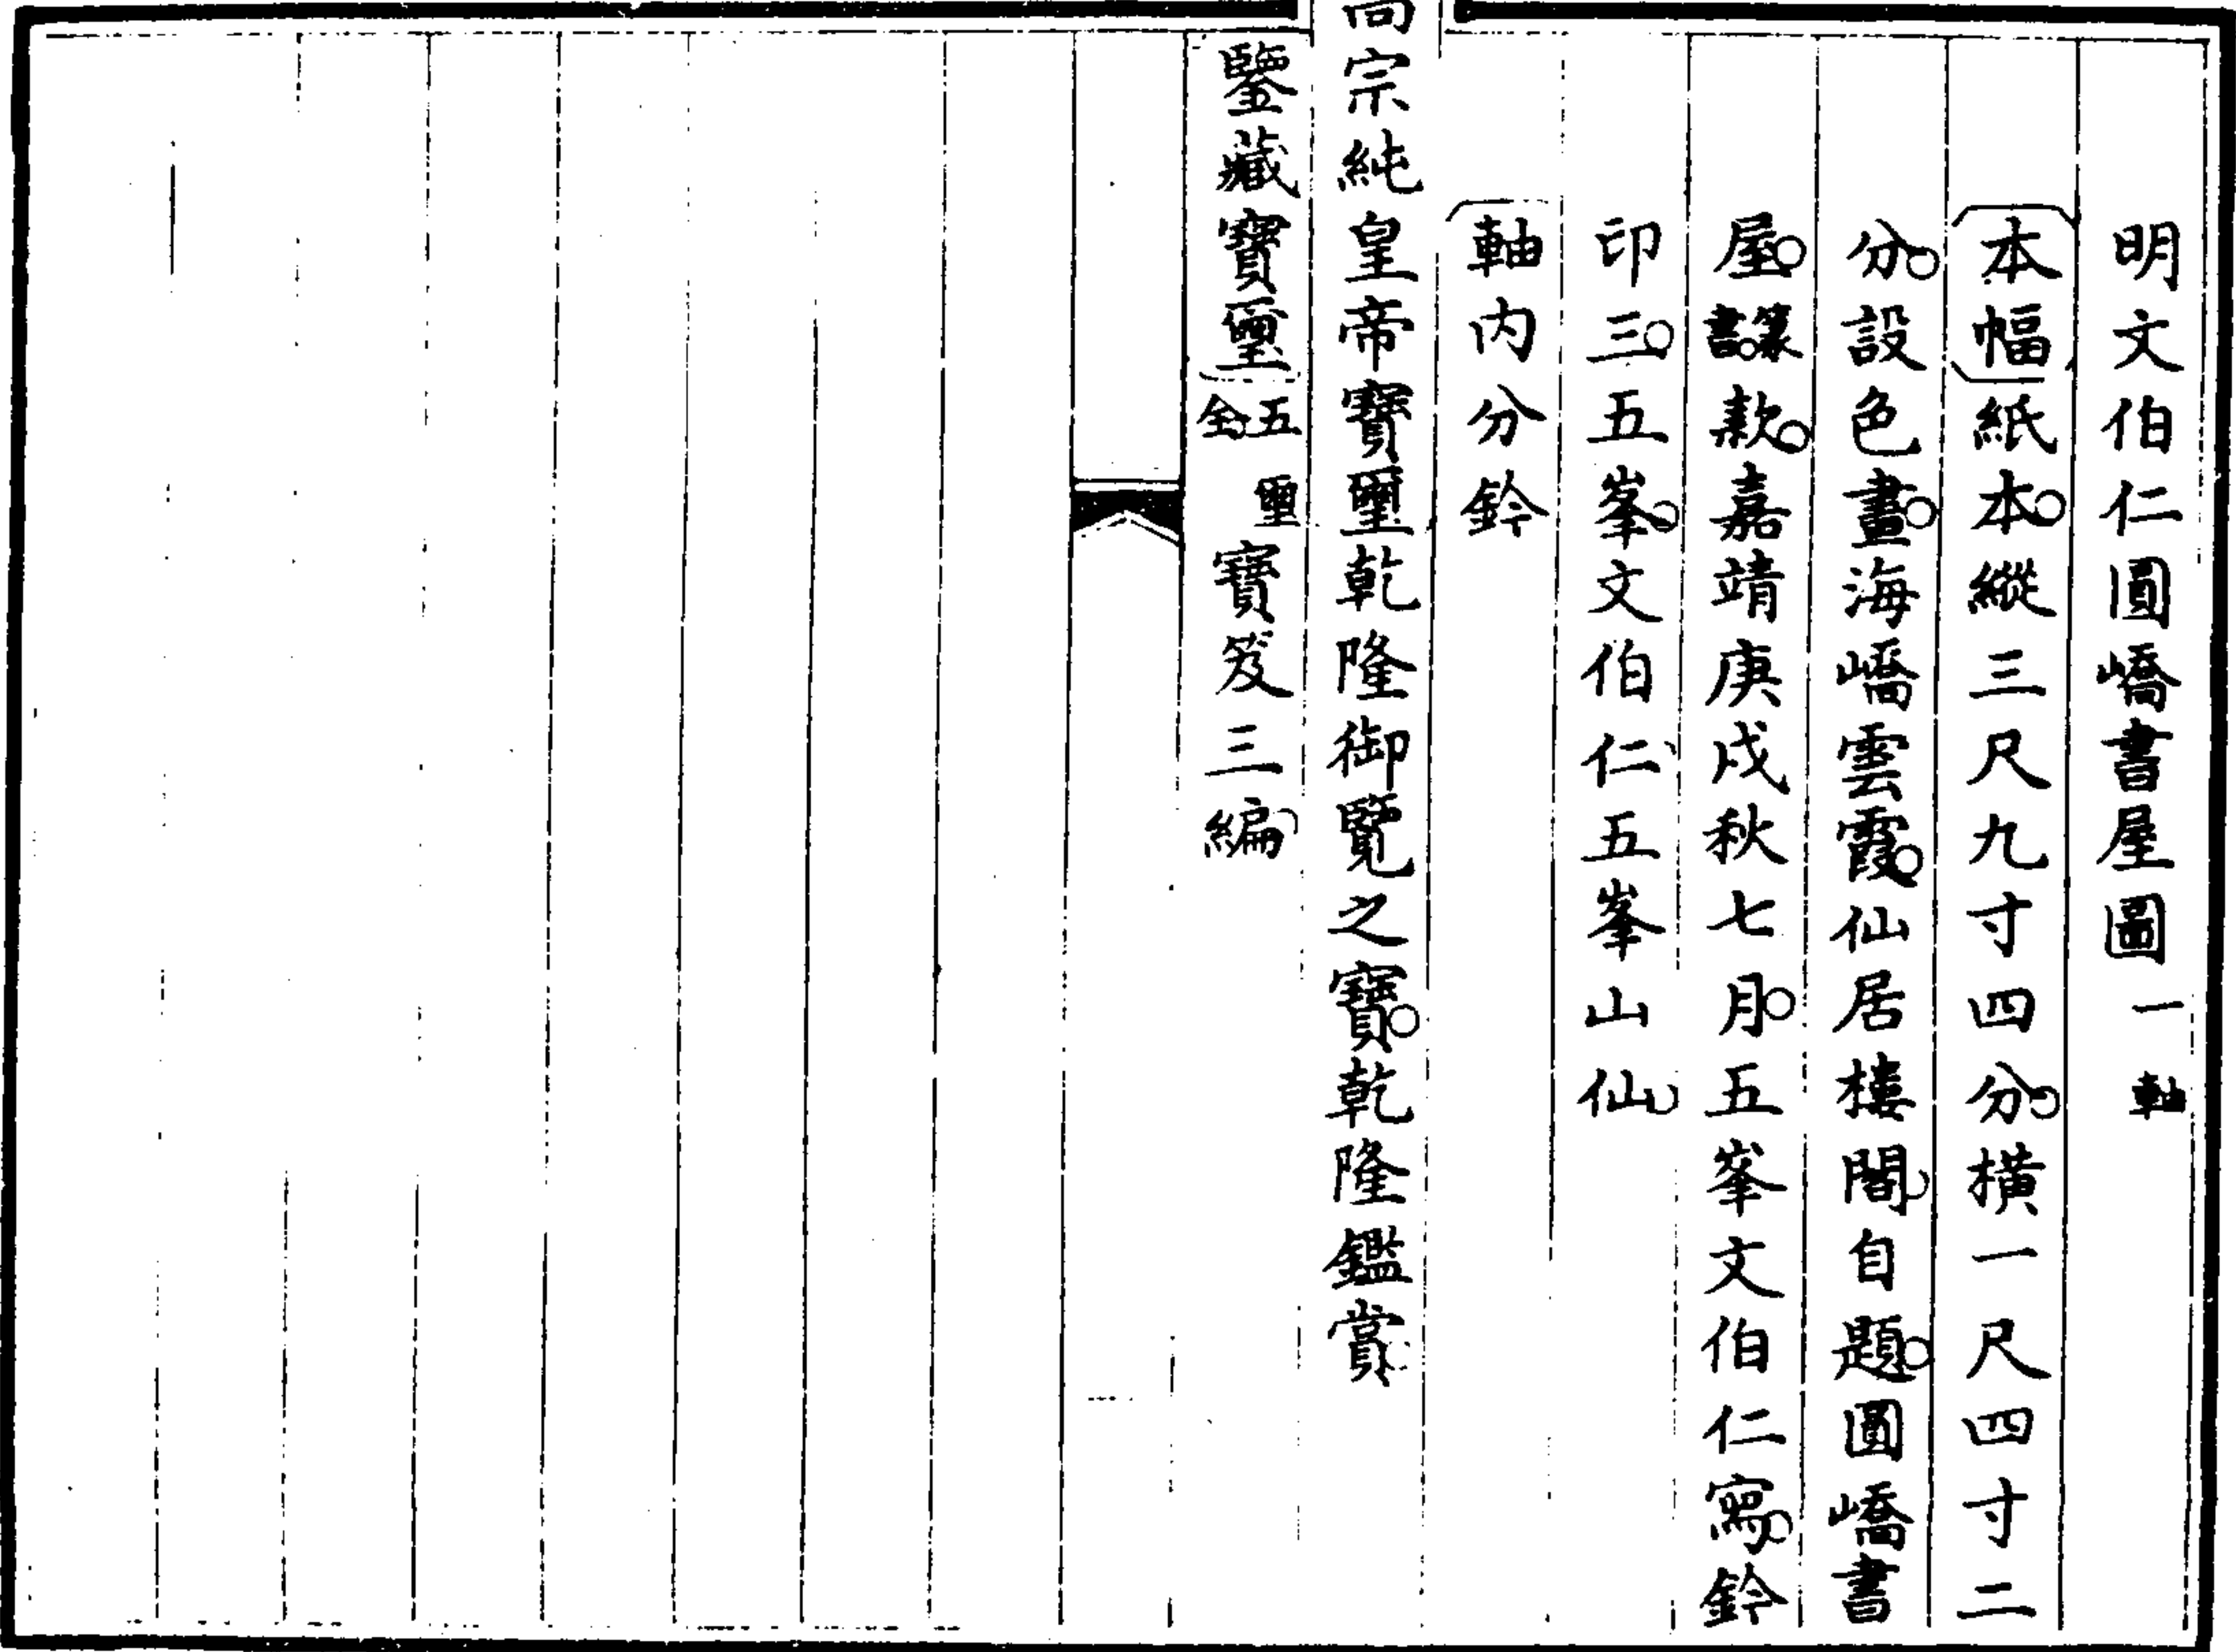 明文伯仁圓嶠書屋圖一軸
本幅紙本縱三尺九寸四分橫一尺四寸二
分設色畫海嶠雲霞仙居樓閣自題圓嶠書
屋篆書款嘉靖庚戌秋七月五峯文伯仁寫鈐
印三五峯文伯仁五峯山仙
軸內分鈐
高宗純皇帝寶璽乾隆御覽之寶乾隆鑑賞
鑒藏寶璽五璽全寶笈三編